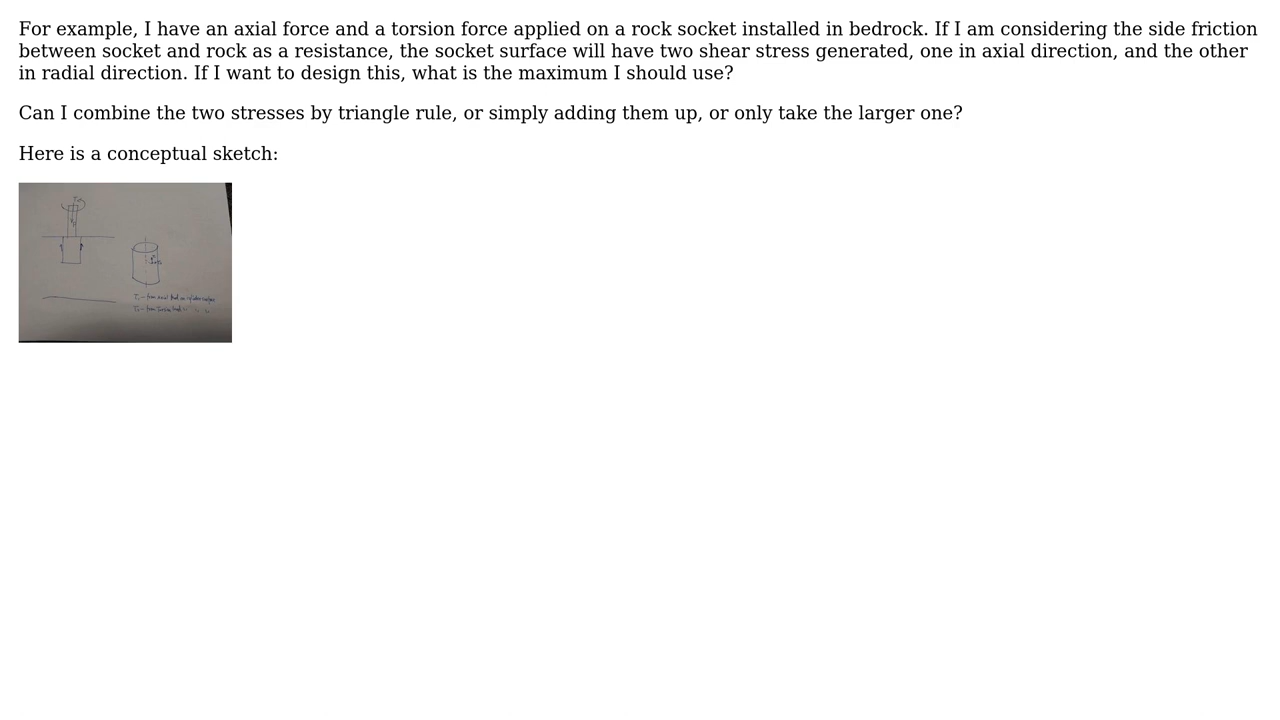 For example, I have an axial force and a torsion force applied on a rock socket installed in bedrock. If I am considering the side friction
between socket and rock as a resistance, the socket surface will have two shear stress generated, one in axial direction, and the other
in radial direction. If I want to design this, what is the maximum I should use?
Can I combine the two stresses by triangle rule, or simply adding them up, or only take the larger one?
Here is a conceptual sketch: